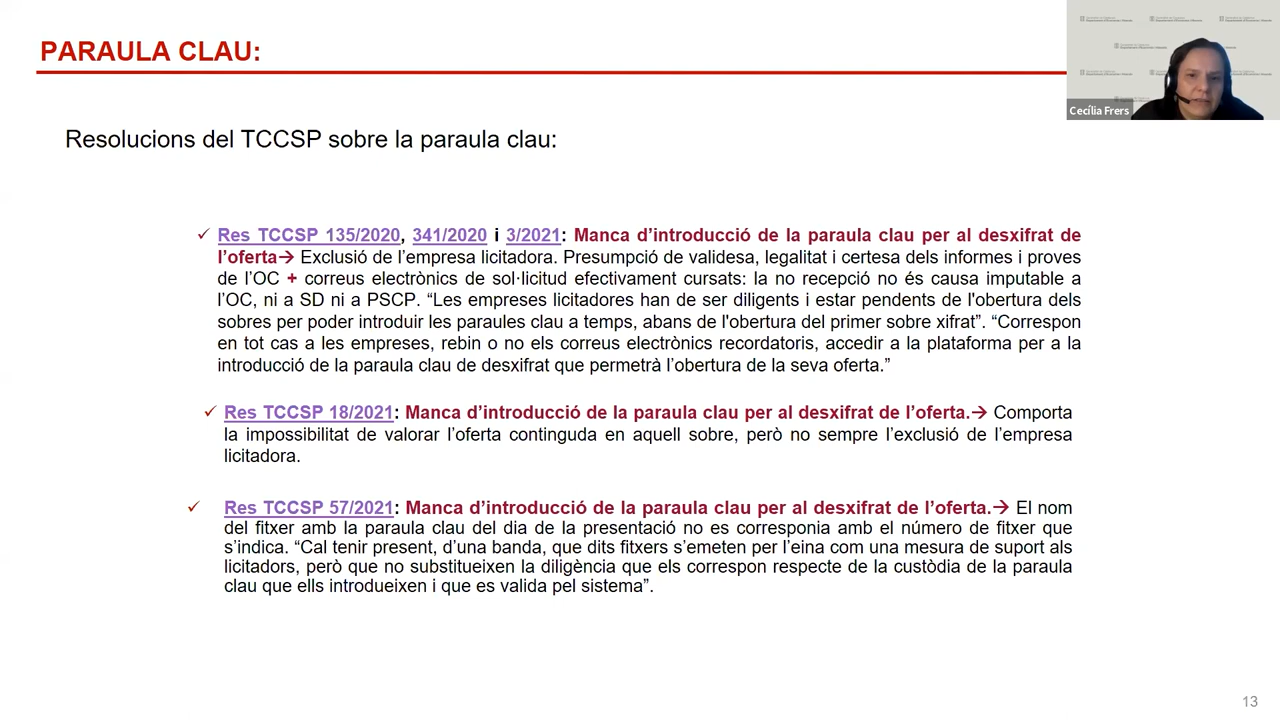 PARAULA CLAU:
Cecília Frers
Resolucions del TCCSP sobre la paraula clau:
✓ Res TCCSP 135/2020, 341/2020 i 3/2021: Manca d’introducció de la paraula clau per al desxifrat de
l’oferta→ Exclusió de l’empresa licitadora. Presumpció de validesa, legalitat i certesa dels informes i proves
de l’OC + correus electrònics de sol·licitud efectivament cursats: la no recepció no és causa imputable a
l’OC, ni a SD ni a PSCP. “Les empreses licitadores han de ser diligents i estar pendents de l'obertura dels
sobres per poder introduir les paraules clau a temps, abans de l'obertura del primer sobre xifrat”. “Correspon
en tot cas a les empreses, rebin o no els correus electrònics recordatoris, accedir a la plataforma per a la
introducció de la paraula clau de desxifrat que permetrà l’obertura de la seva oferta.”
✓ Res TCCSP 18/2021: Manca d’introducció de la paraula clau per al desxifrat de l’oferta.→ Comporta
la impossibilitat de valorar l’oferta continguda en aquell sobre, però no sempre l’exclusió de l’empresa
licitadora.
✓ Res TCCSP 57/2021: Manca d’introducció de la paraula clau per al desxifrat de l’oferta.→ El nom
del fitxer amb la paraula clau del dia de la presentació no es corresponia amb el número de fitxer que
s’indica. “Cal tenir present, d’una banda, que dits fitxers s’emeten per l’eina com una mesura de suport als
licitadors, però que no substitueixen la diligència que els correspon respecte de la custòdia de la paraula
clau que ells introdueixen i que es valida pel sistema”.
13